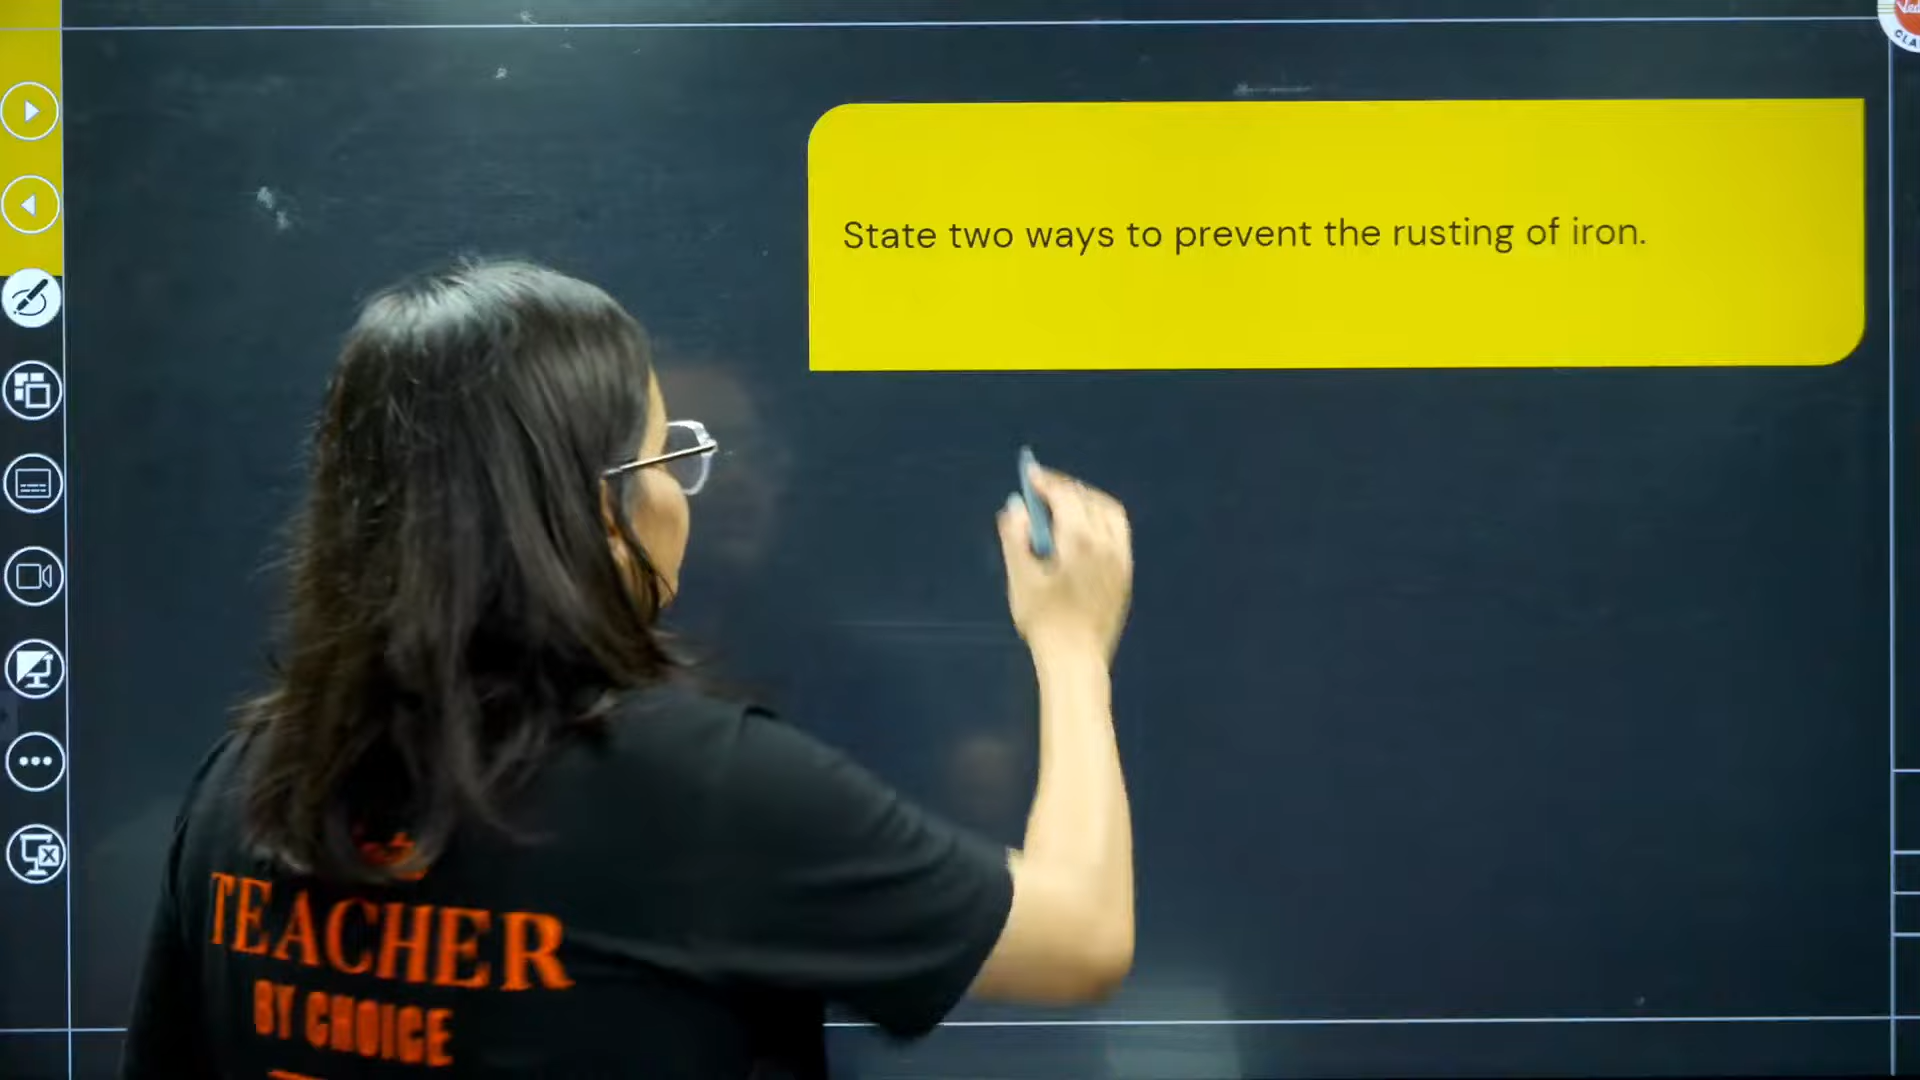 State two ways to prevent the rusting of iron.
TEACHER
BY CHOICE